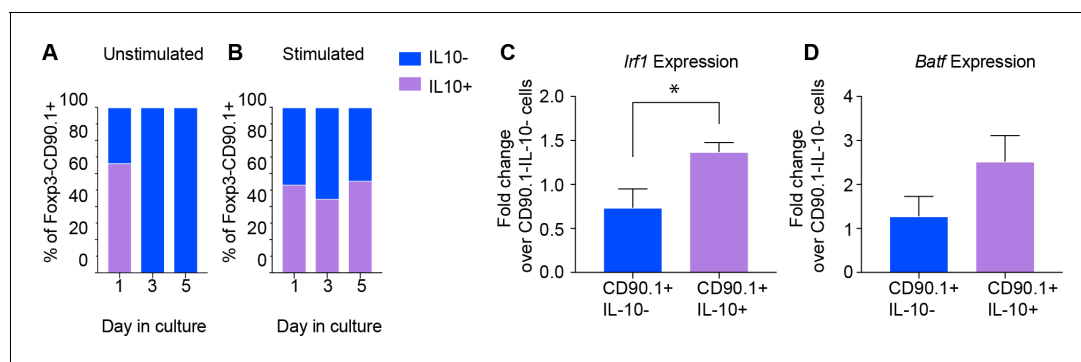 A
Unstimulated
% of Foxp3-CD90.1+
100
80
60
40
20
0
1 3 5
Day in culture
B
Stimulated
% of Foxp3-CD90.1+
100
80
60
40
20
0
1 3 5
Day in culture
IL10-
IL10+
C
Irf1 Expression
Fold change
over CD90.1-IL-10- cells
2.0
1.5
1.0
0.5
0.0
*
CD90.1+
IL-10-
CD90.1+
IL-10+
D
Batf Expression
Fold change
over CD90.1-IL-10- cells
4
3
2
1
0
CD90.1+
IL-10-
CD90.1+
IL-10+